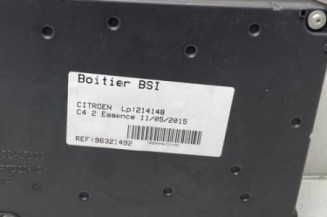 Boitier BSI
CITROEN Lp:214148
C4 2 Essence 11/05/2015
REF:96321492